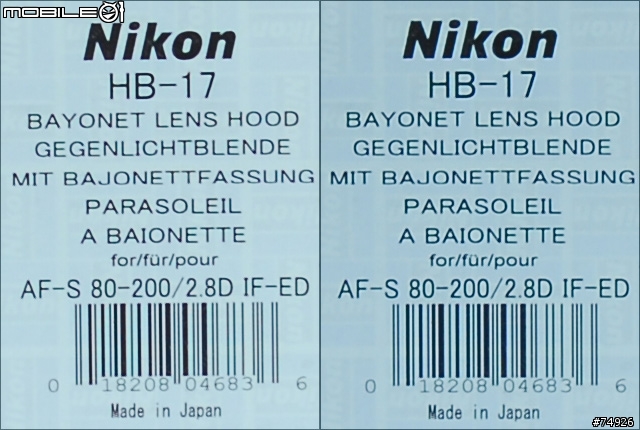 MOBILE01
Nikon
HB-17
BAYONET LENS HOOD
GEGENLICHTBLENDE
MIT BAJONETTFASSUNG
PARASOLEIL
A BAIONETTE
for/für/pour
AF-S 80-200/2.8D IF-ED
0 18208 04683 6
Made in Japan
Nikon
HB-17
BAYONET LENS HOOD
GEGENLICHTBLENDE
MIT BAJONETTFASSUNG
PARASOLEIL
A BAIONETTE
for/für/pour
AF-S 80-200/2.8D IF-ED
0 18208 04683 6
Made in Japan
#74926